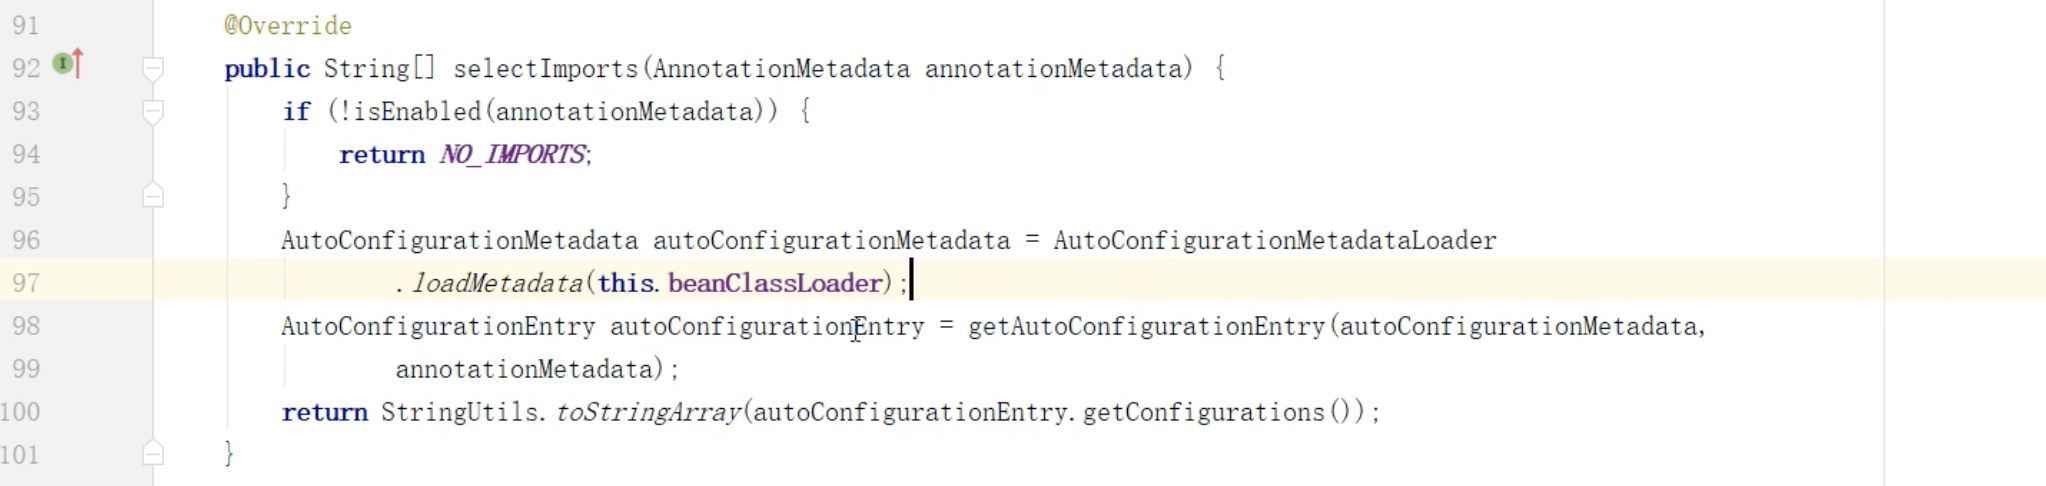 91 @Override
92 public String[] selectImports(AnnotationMetadata annotationMetadata) {
93 if (!isEnabled(annotationMetadata)) {
94 return NO_IMPORTS;
95 }
96 AutoConfigurationMetadata autoConfigurationMetadata = AutoConfigurationMetadataLoader
97 .loadMetadata(this.beanClassLoader);
98 AutoConfigurationEntry autoConfigurationEntry = getAutoConfigurationEntry(autoConfigurationMetadata,
99 annotationMetadata);
100 return StringUtils.toStringArray(autoConfigurationEntry.getConfigurations());
101 }